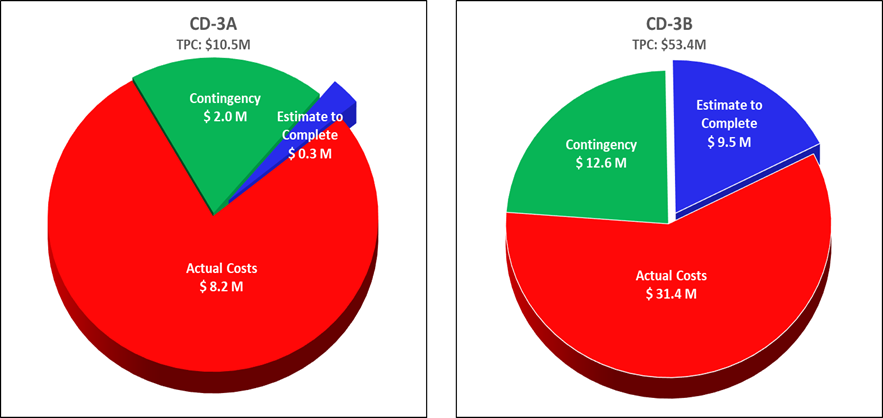 CD-3A
TPC: $10.5M
Contingency
$ 2.0 M
Estimate to
Complete
$ 0.3 M
Actual Costs
$ 8.2 M
CD-3B
TPC: $53.4M
Estimate to
Complete
$ 9.5 M
Contingency
$ 12.6 M
Actual Costs
$ 31.4 M